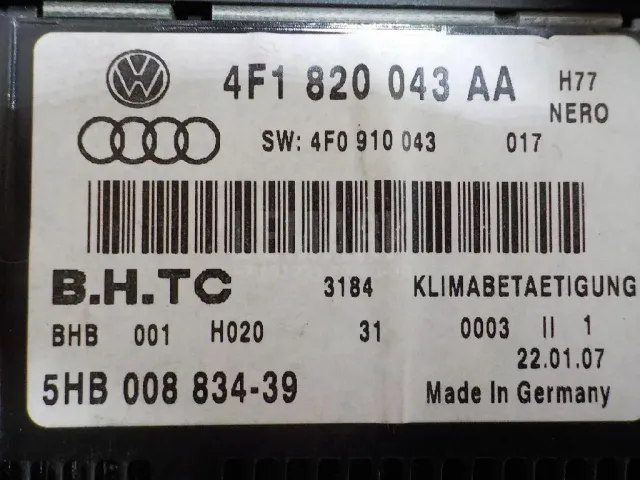 4F1 820 043 AA H77
NERO
SW: 4F0 910 043 017
B.H.TC 3184 KLIMABETAETIGUNG
BHB 001 H020 31 0003 II 1
22.01.07
5HB 008 834-39 Made In Germany